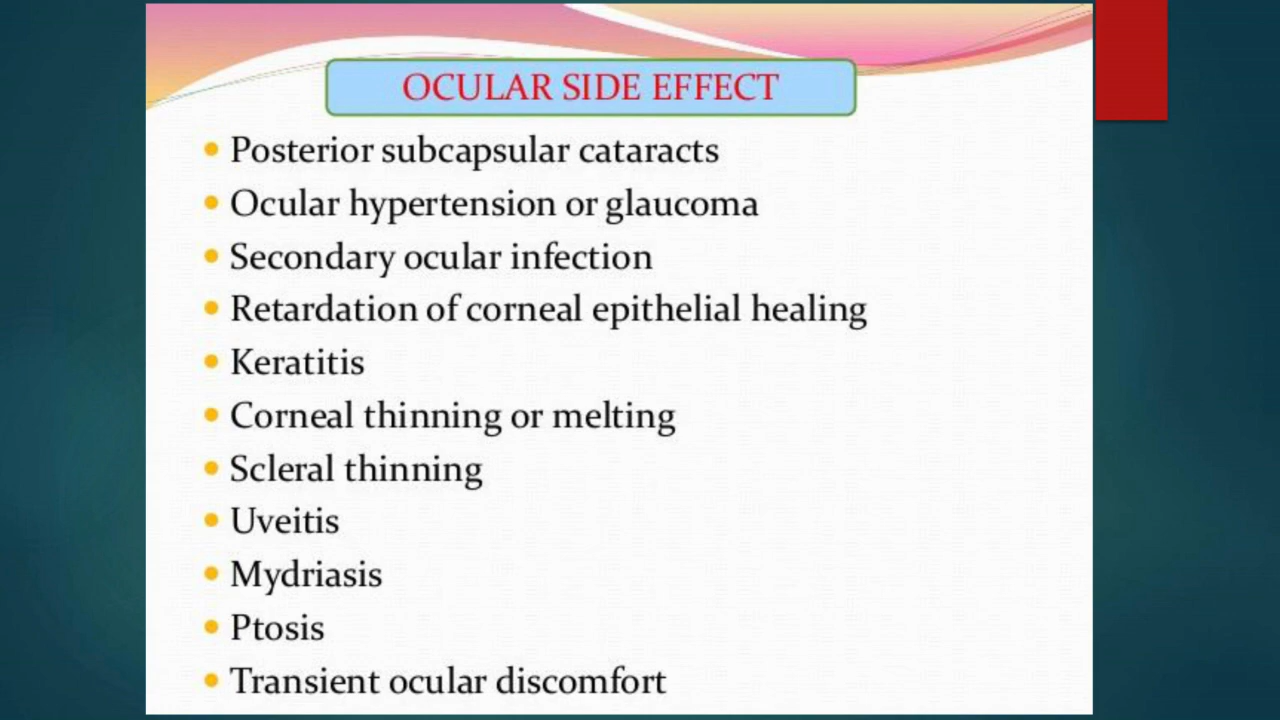 OCULAR SIDE EFFECT
• Posterior subcapsular cataracts
• Ocular hypertension or glaucoma
• Secondary ocular infection
• Retardation of corneal epithelial healing
• Keratitis
• Corneal thinning or melting
• Scleral thinning
• Uveitis
• Mydriasis
• Ptosis
• Transient ocular discomfort